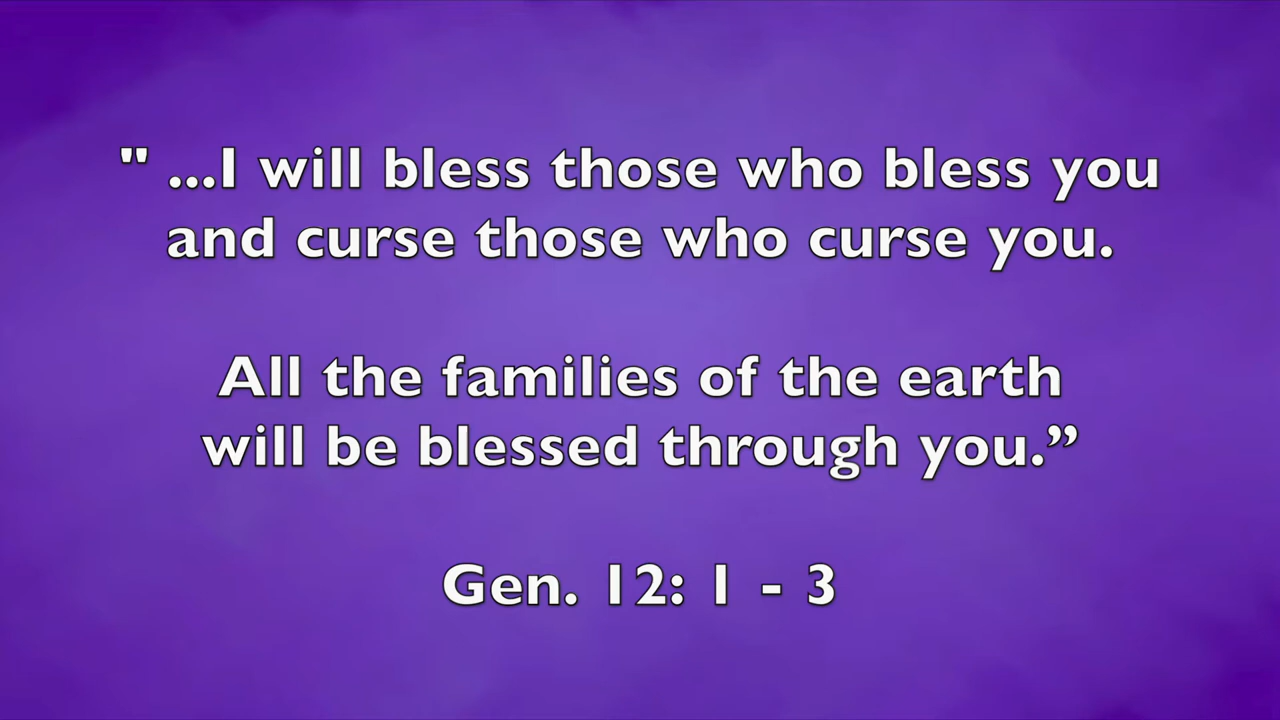 " ...I will bless those who bless you
and curse those who curse you.
All the families of the earth
will be blessed through you.”
Gen. 12: 1 - 3